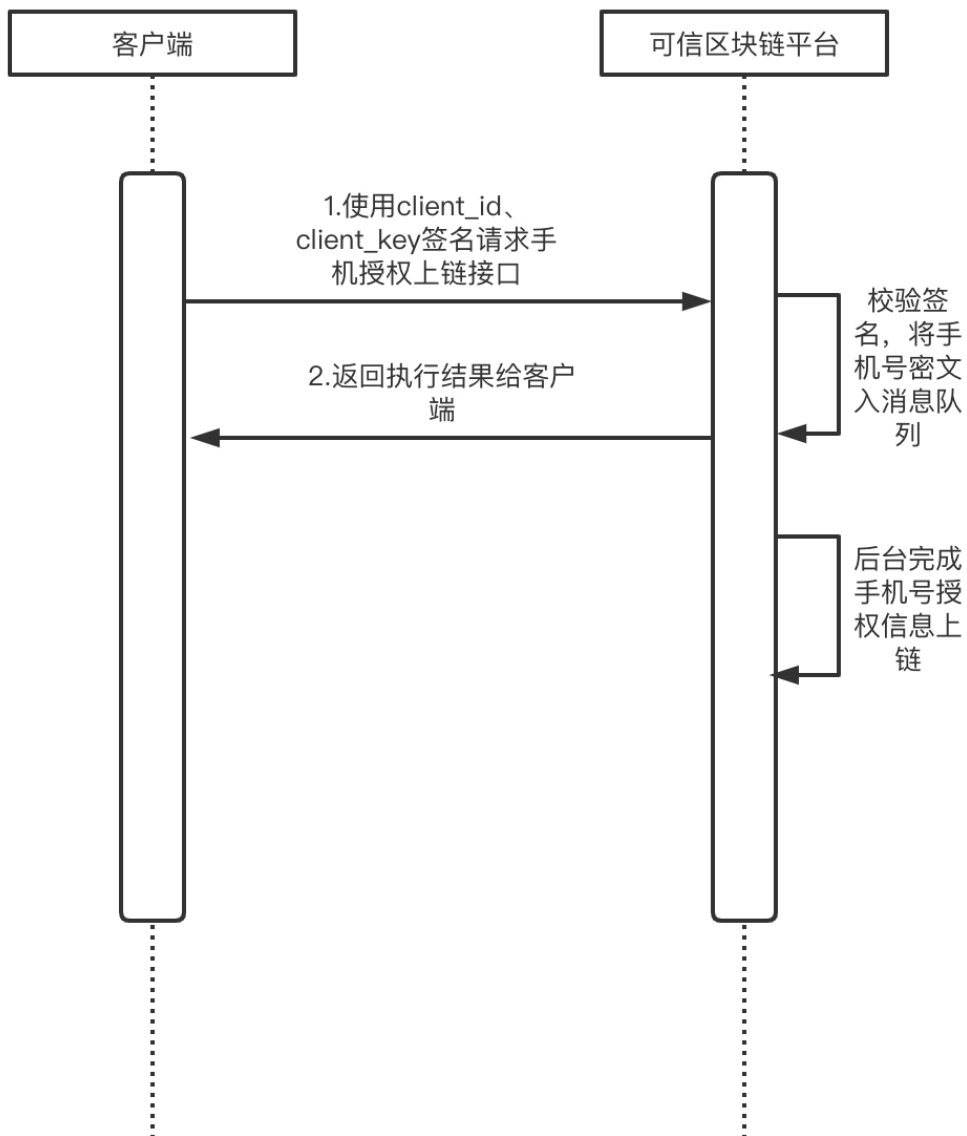 客户端
可信区块链平台
1.使用client_id、
client_key签名请求手
机授权上链接口
校验签
名，将手
机号密文
入消息队
列
2.返回执行结果给客户
端
后台完成
手机号授
权信息上
链